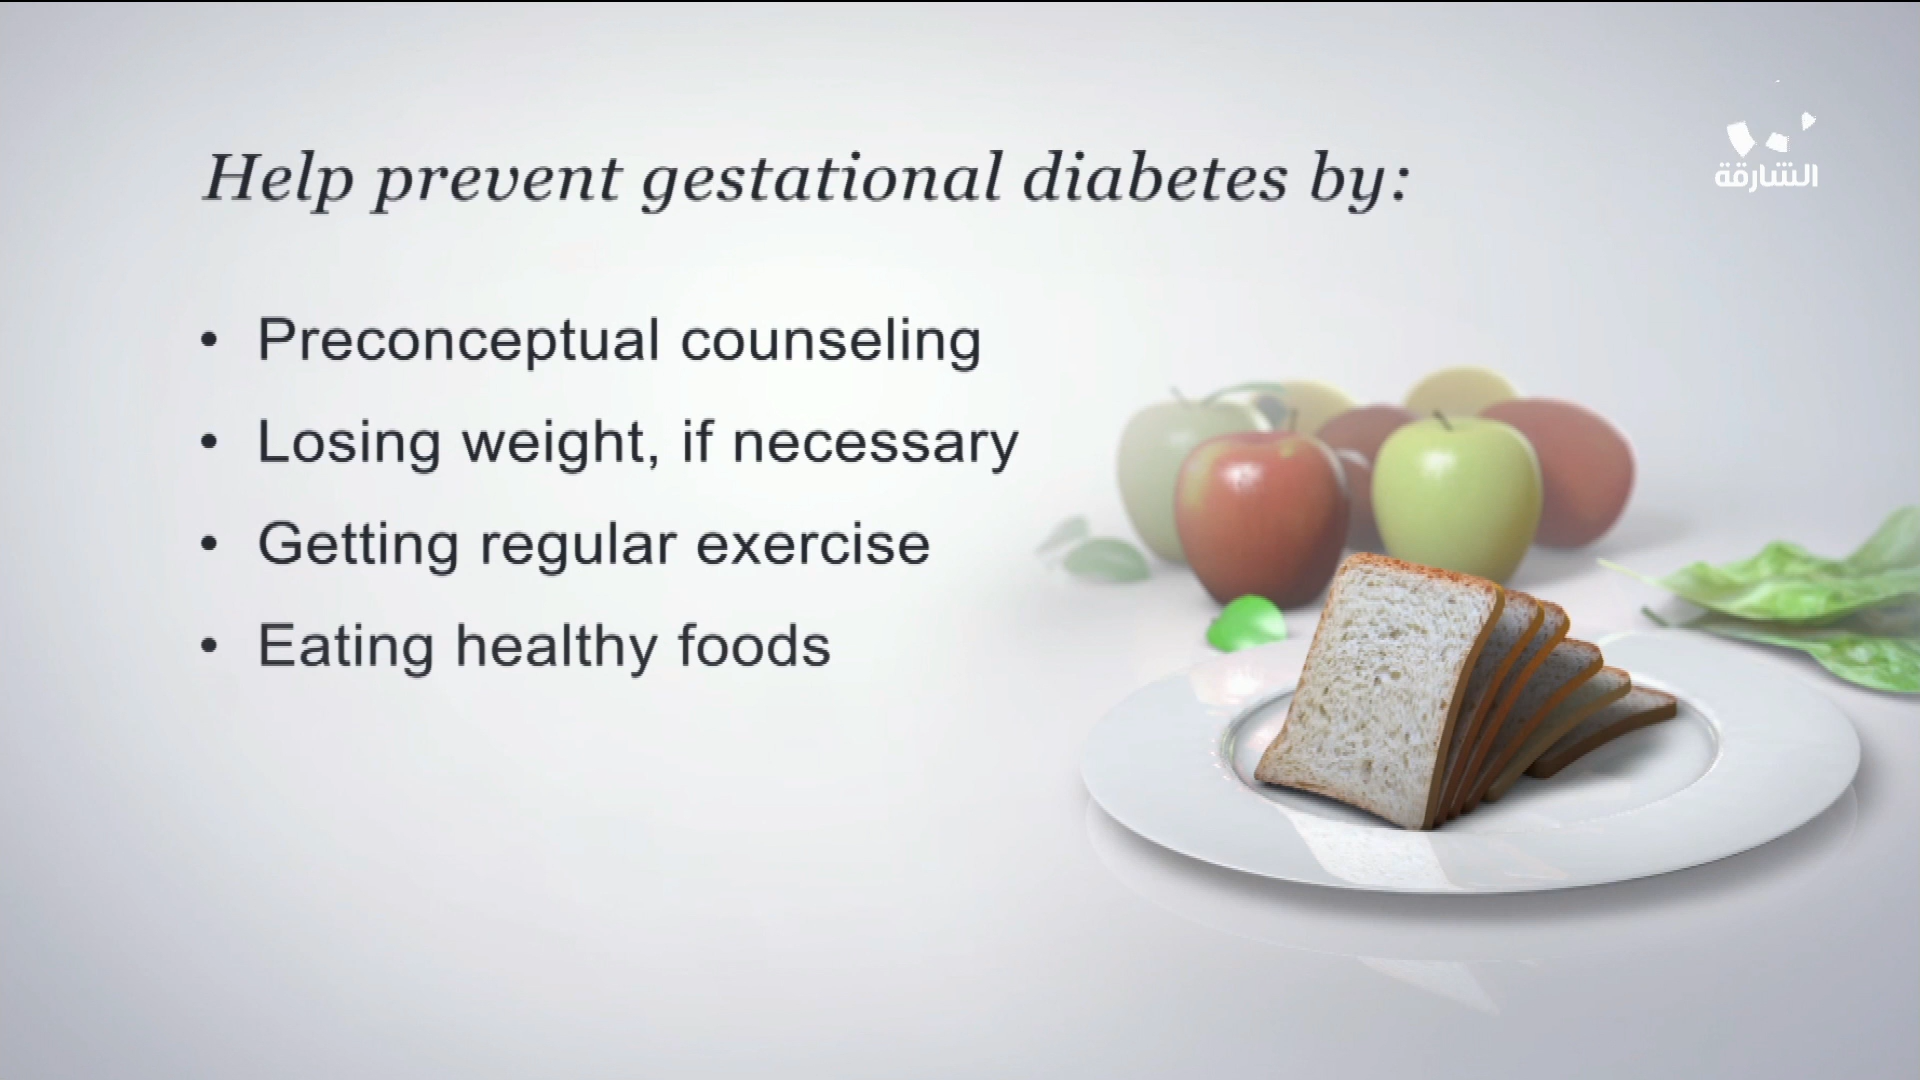 Help prevent gestational diabetes by:
الشارقة
• Preconceptual counseling
• Losing weight, if necessary
• Getting regular exercise
• Eating healthy foods